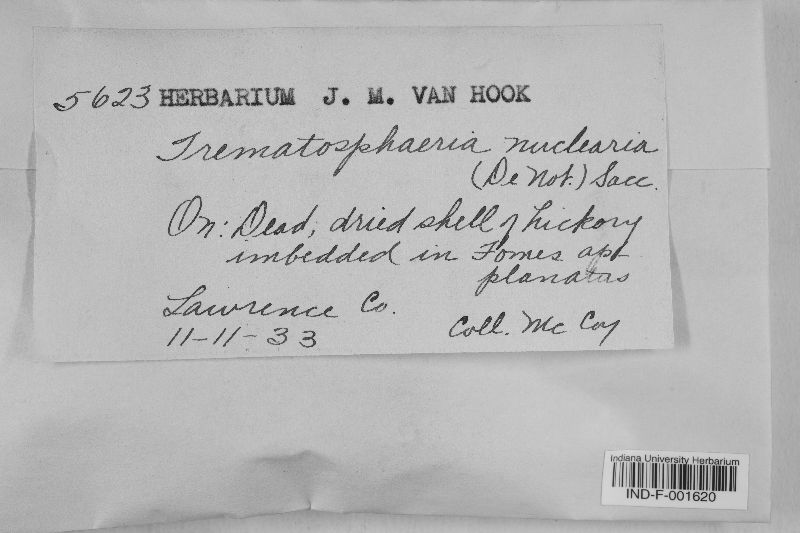 5623 HERBARIUM J. M. VAN HOOK
Trematosphaeria nuclearia
(De Not.) Sacc.
On: Dead, dried shell of hickory
imbedded in Fomes ap-
planatus
Lawrence Co.
11-11-33
Coll. McCoy
Indiana University Herbarium
IND-F-001620